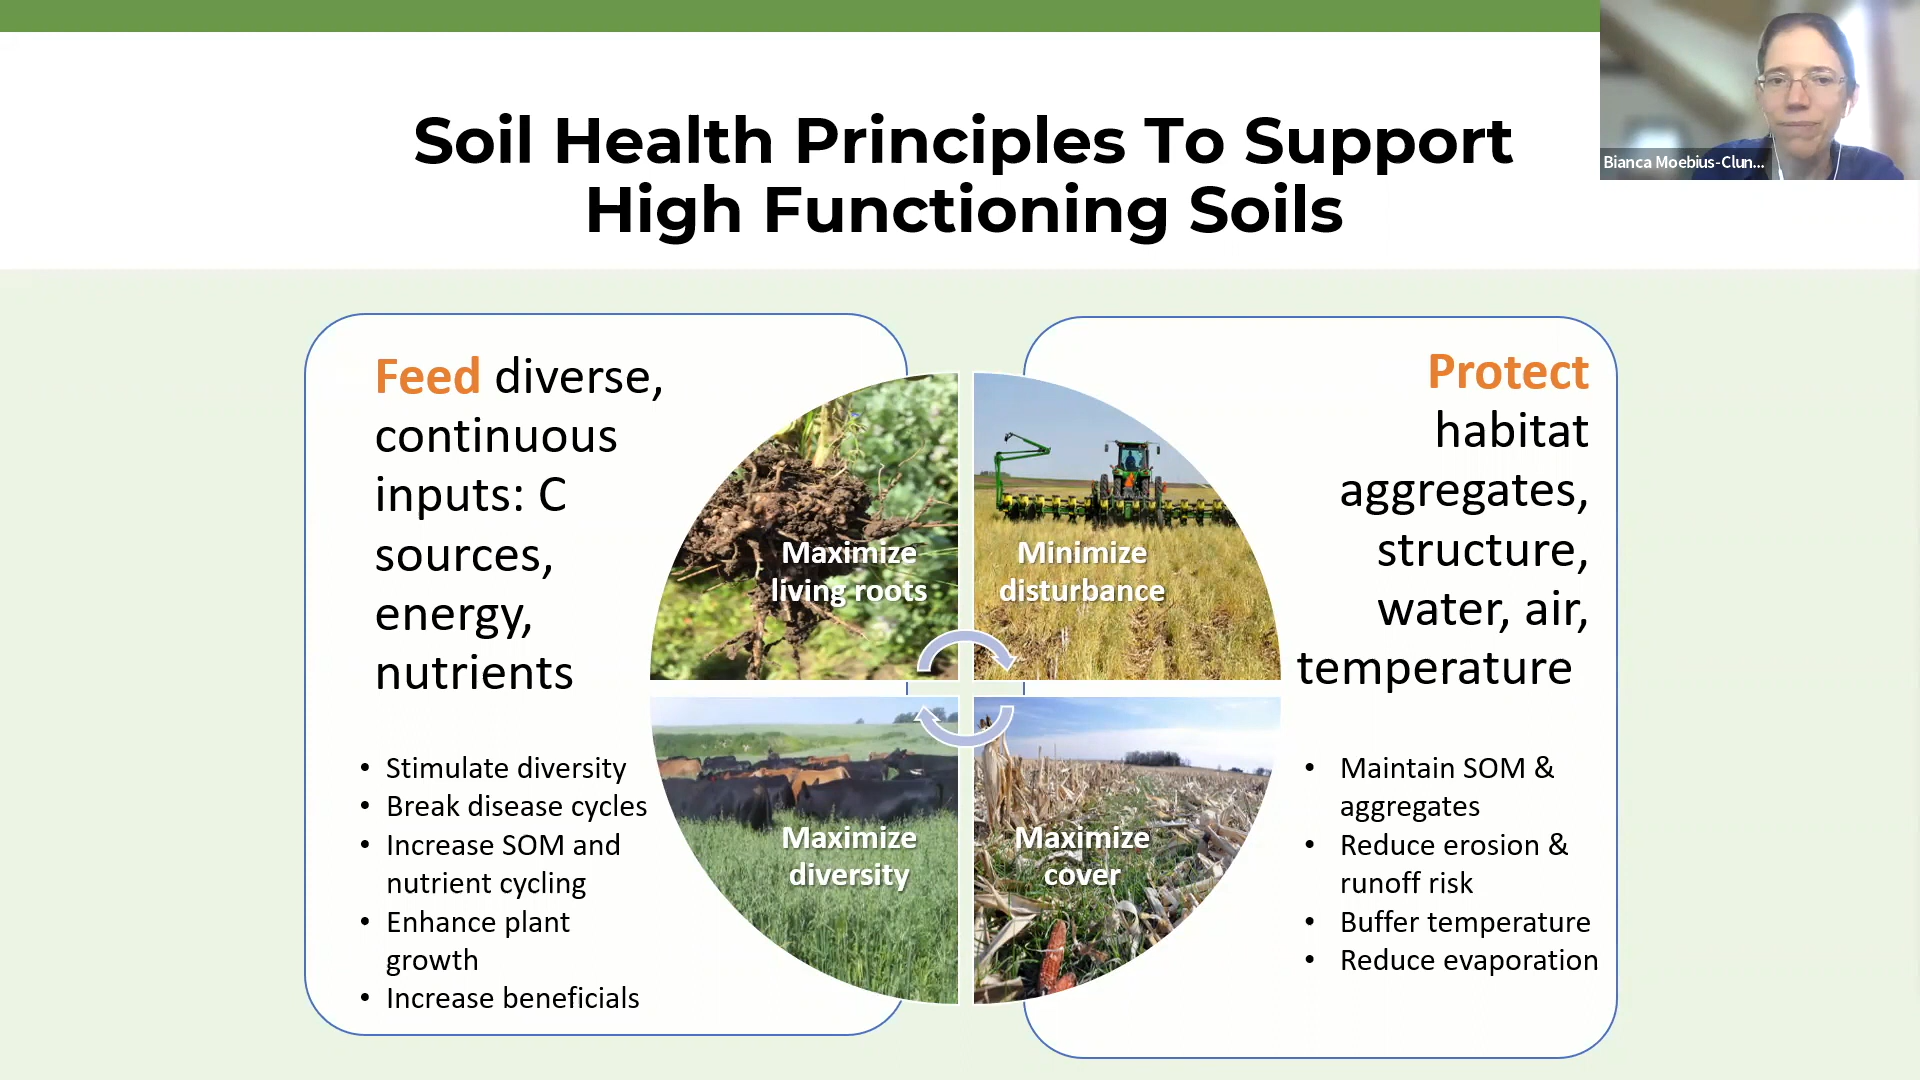 Soil Health Principles To Support
High Functioning Soils
Bianca Moebius-Clun...
Feed diverse,
continuous
inputs: C
sources,
energy,
nutrients
• Stimulate diversity
• Break disease cycles
• Increase SOM and
nutrient cycling
• Enhance plant
growth
• Increase beneficials
Maximize
living roots
Minimize
disturbance
Maximize
diversity
Maximize
cover
Protect
habitat
aggregates,
structure,
water, air,
temperature
• Maintain SOM &
aggregates
• Reduce erosion &
runoff risk
• Buffer temperature
• Reduce evaporation